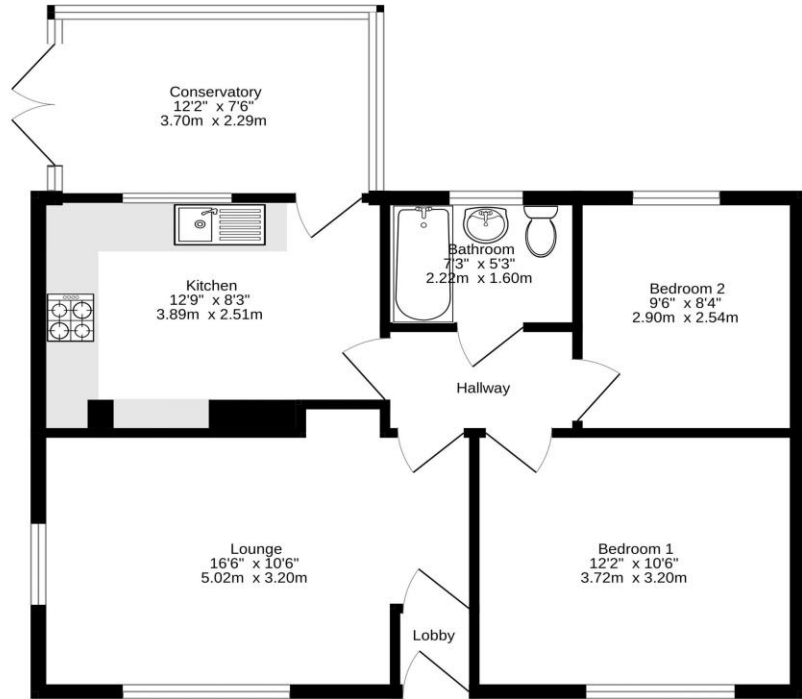 Conservatory
12'2" x 7'6"
3.70m x 2.29m
Kitchen
12'9" x 8'3"
3.89m x 2.51m
Bathroom
7'3" x 5'3"
2.22m x 1.60m
Bedroom 2
9'6" x 8'4"
2.90m x 2.54m
Hallway
Lounge
16'6" x 10'6"
5.02m x 3.20m
Bedroom 1
12'2" x 10'6"
3.72m x 3.20m
Lobby